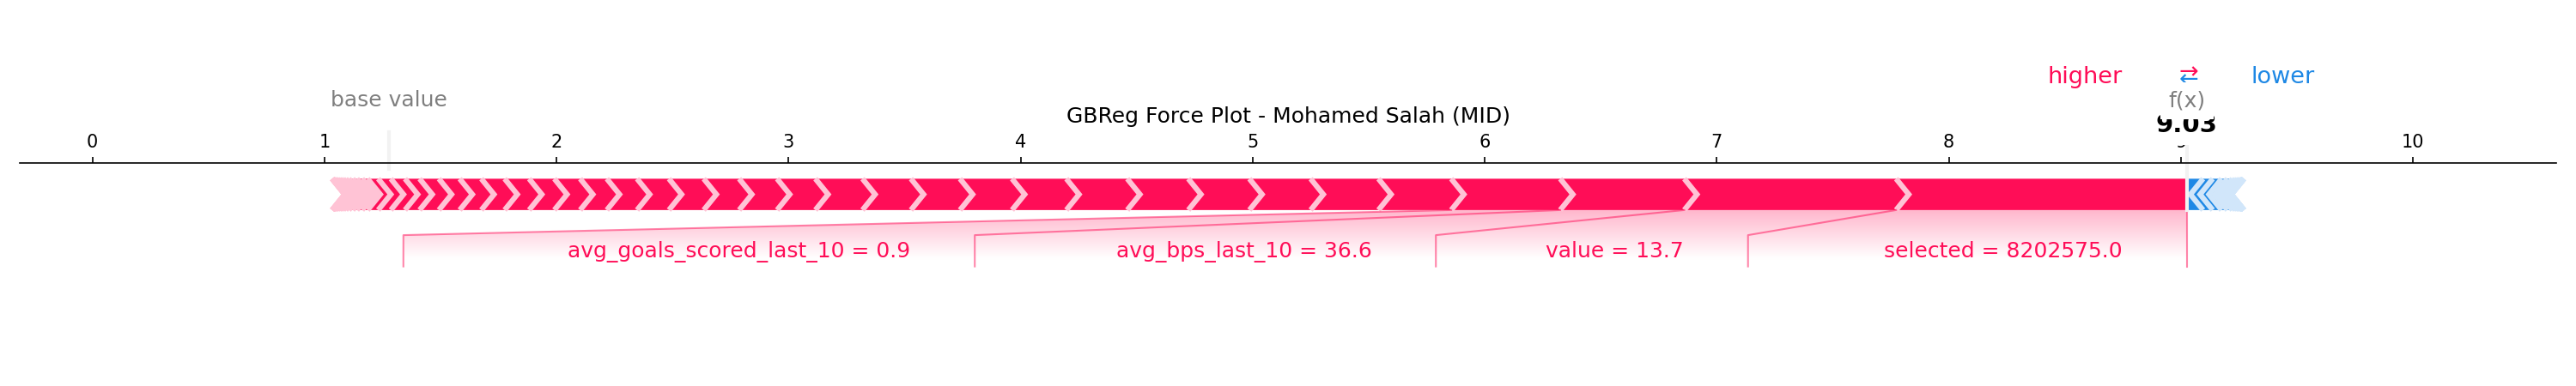 higher ⇄ lower
base value
f(x)
GBReg Force Plot - Mohamed Salah (MID)
9.03
0 1 2 3 4 5 6 7 8 9 10
avg_goals_scored_last_10 = 0.9 avg_bps_last_10 = 36.6 value = 13.7 selected = 8202575.0